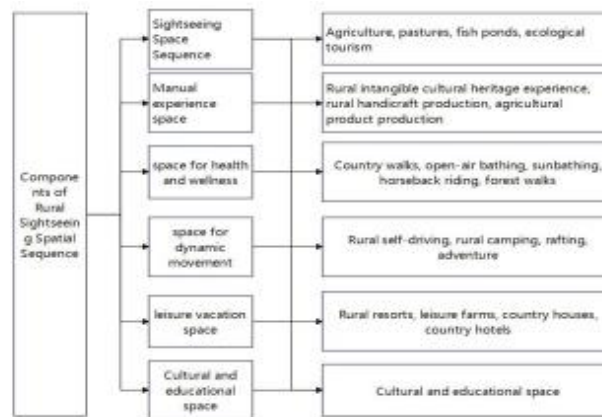 Components of
Rural
Sightseein
g Spatial
Sequence
Sightseeing
Space
Sequence
Agriculture, pastures, fish ponds, ecological
tourism
Manual
experience
space
Rural intangible cultural heritage experience,
rural handicraft production, agricultural
product production
space for health
and wellness
Country walks, open-air bathing, sunbathing,
horseback riding, forest walks
space for
dynamic
movement
Rural self-driving, rural camping, rafting,
adventure
leisure vacation
space
Rural resorts, leisure farms, country houses,
country hotels
Cultural and
educational
space
Cultural and educational space